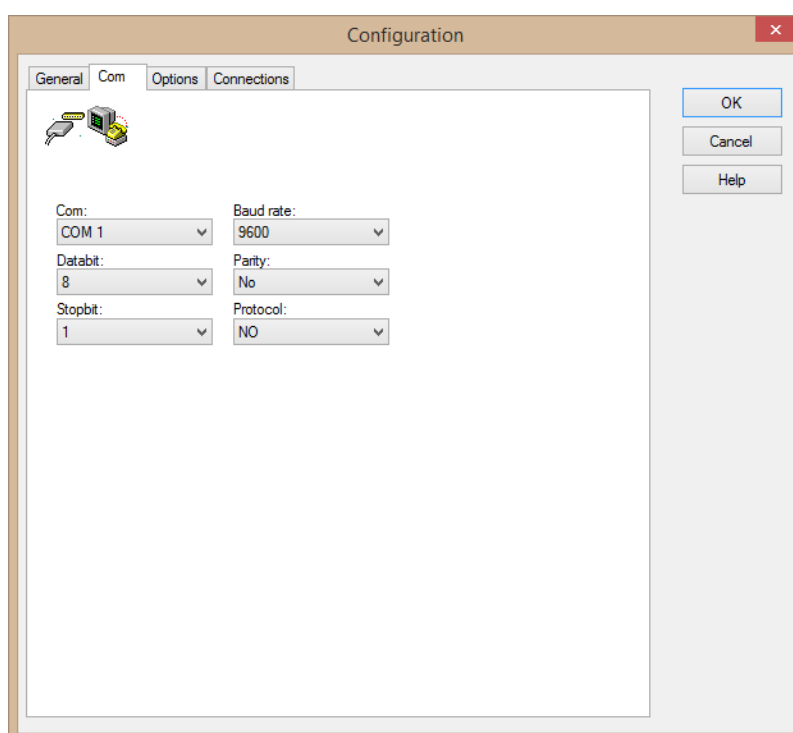 Configuration
General Com Options Connections
OK
Cancel
Help
Com: Baud rate:
COM 1 9600
Databit: Parity:
8 No
Stopbit: Protocol:
1 NO